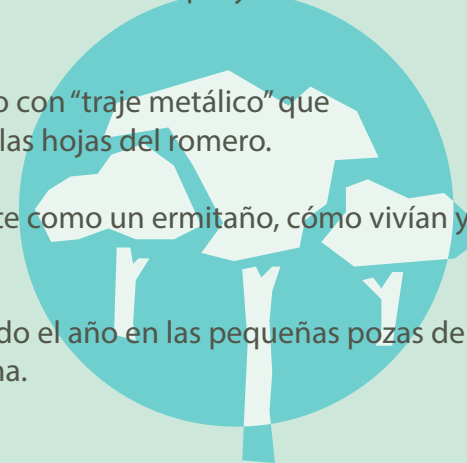 o con “traje metálico” que
las hojas del romero.
te como un ermitaño, cómo vivían y
do el año en las pequeñas pozas de
na.